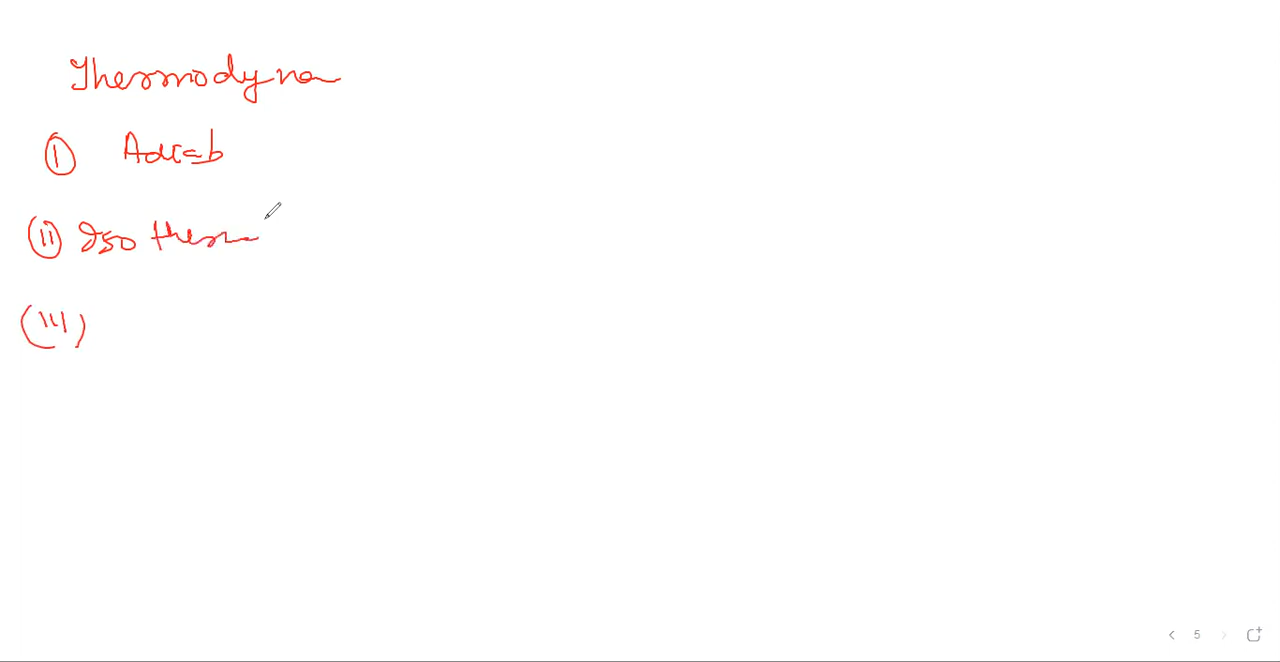 Thermodyna
(i) Adiab
(ii) Iso therm
(iii)
5